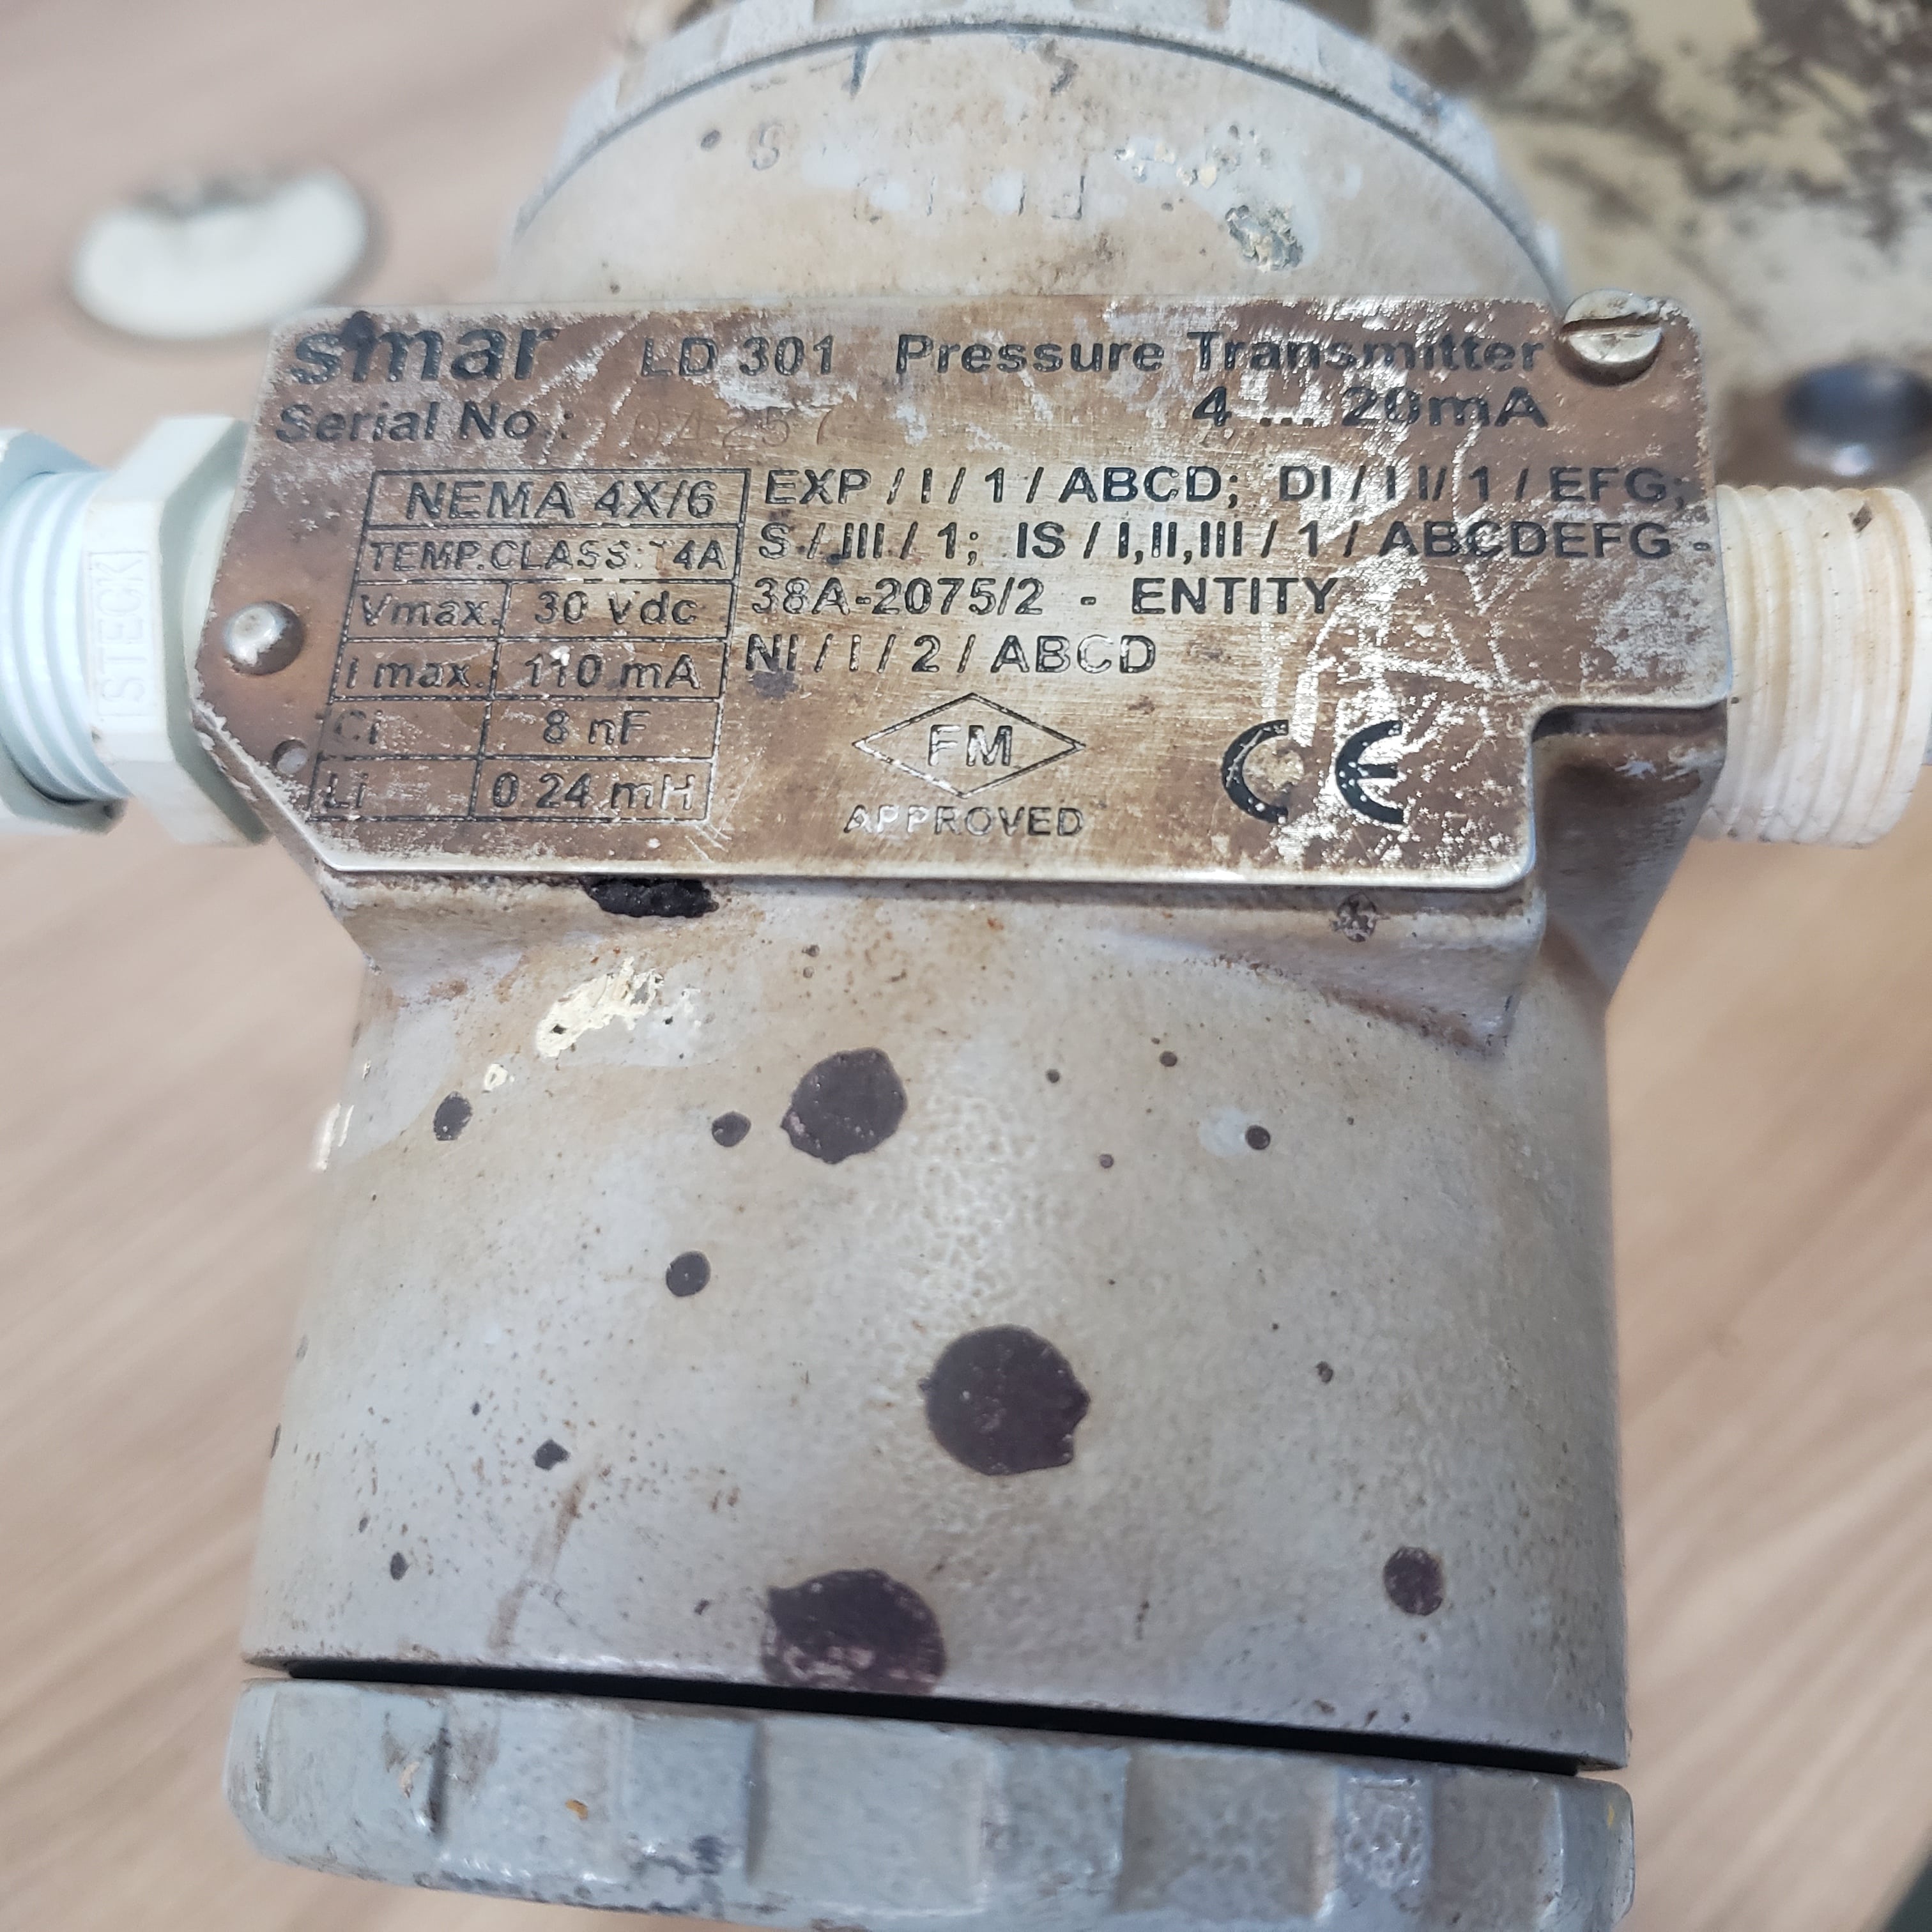 smar LD 301 Pressure Transmitter
4 ... 20mA
Serial No.:
NEMA 4X/6
TEMP.CLASS:T4A
Vmax. 30 Vdc
I max. 110 mA
Ci 8 nF
Li 0.24 mH
EXP / I / 1 / ABCD; DI / I I/ 1 / EFG;
S / III / 1; IS / I,II,III / 1 / ABCDEFG -
38A-2075/2 - ENTITY
NI / I / 2 / ABCD
FM
APPROVED
CE
STECK